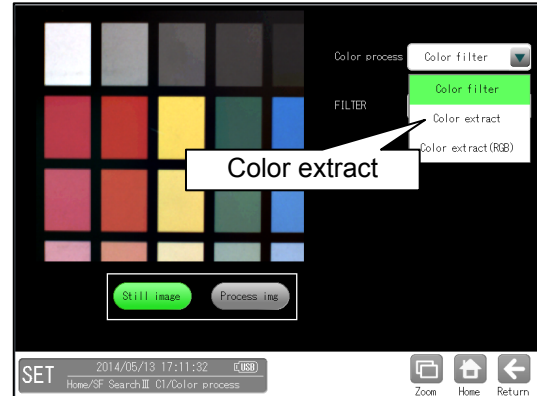 Color process Color filter
Color filter
FILTER
Color extract
Color extract(RGB)
Color extract
Still image Process img
SET 2014/05/13 17:11:32 USB
Home/SF SearchⅢ C1/Color process
Zoom Home Return